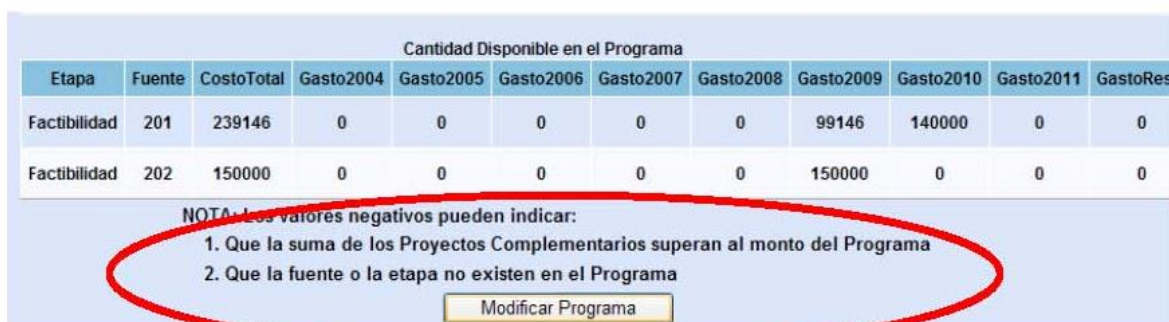 Cantidad Disponible en el Programa
Etapa Fuente CostoTotal Gasto2004 Gasto2005 Gasto2006 Gasto2007 Gasto2008 Gasto2009 Gasto2010 Gasto2011 GastoRes
Factibilidad 201 239146 0 0 0 0 0 99146 140000 0 0
Factibilidad 202 150000 0 0 0 0 0 150000 0 0 0
NOTA: Los valores negativos pueden indicar:
1. Que la suma de los Proyectos Complementarios superan al monto del Programa
2. Que la fuente o la etapa no existen en el Programa
Modificar Programa